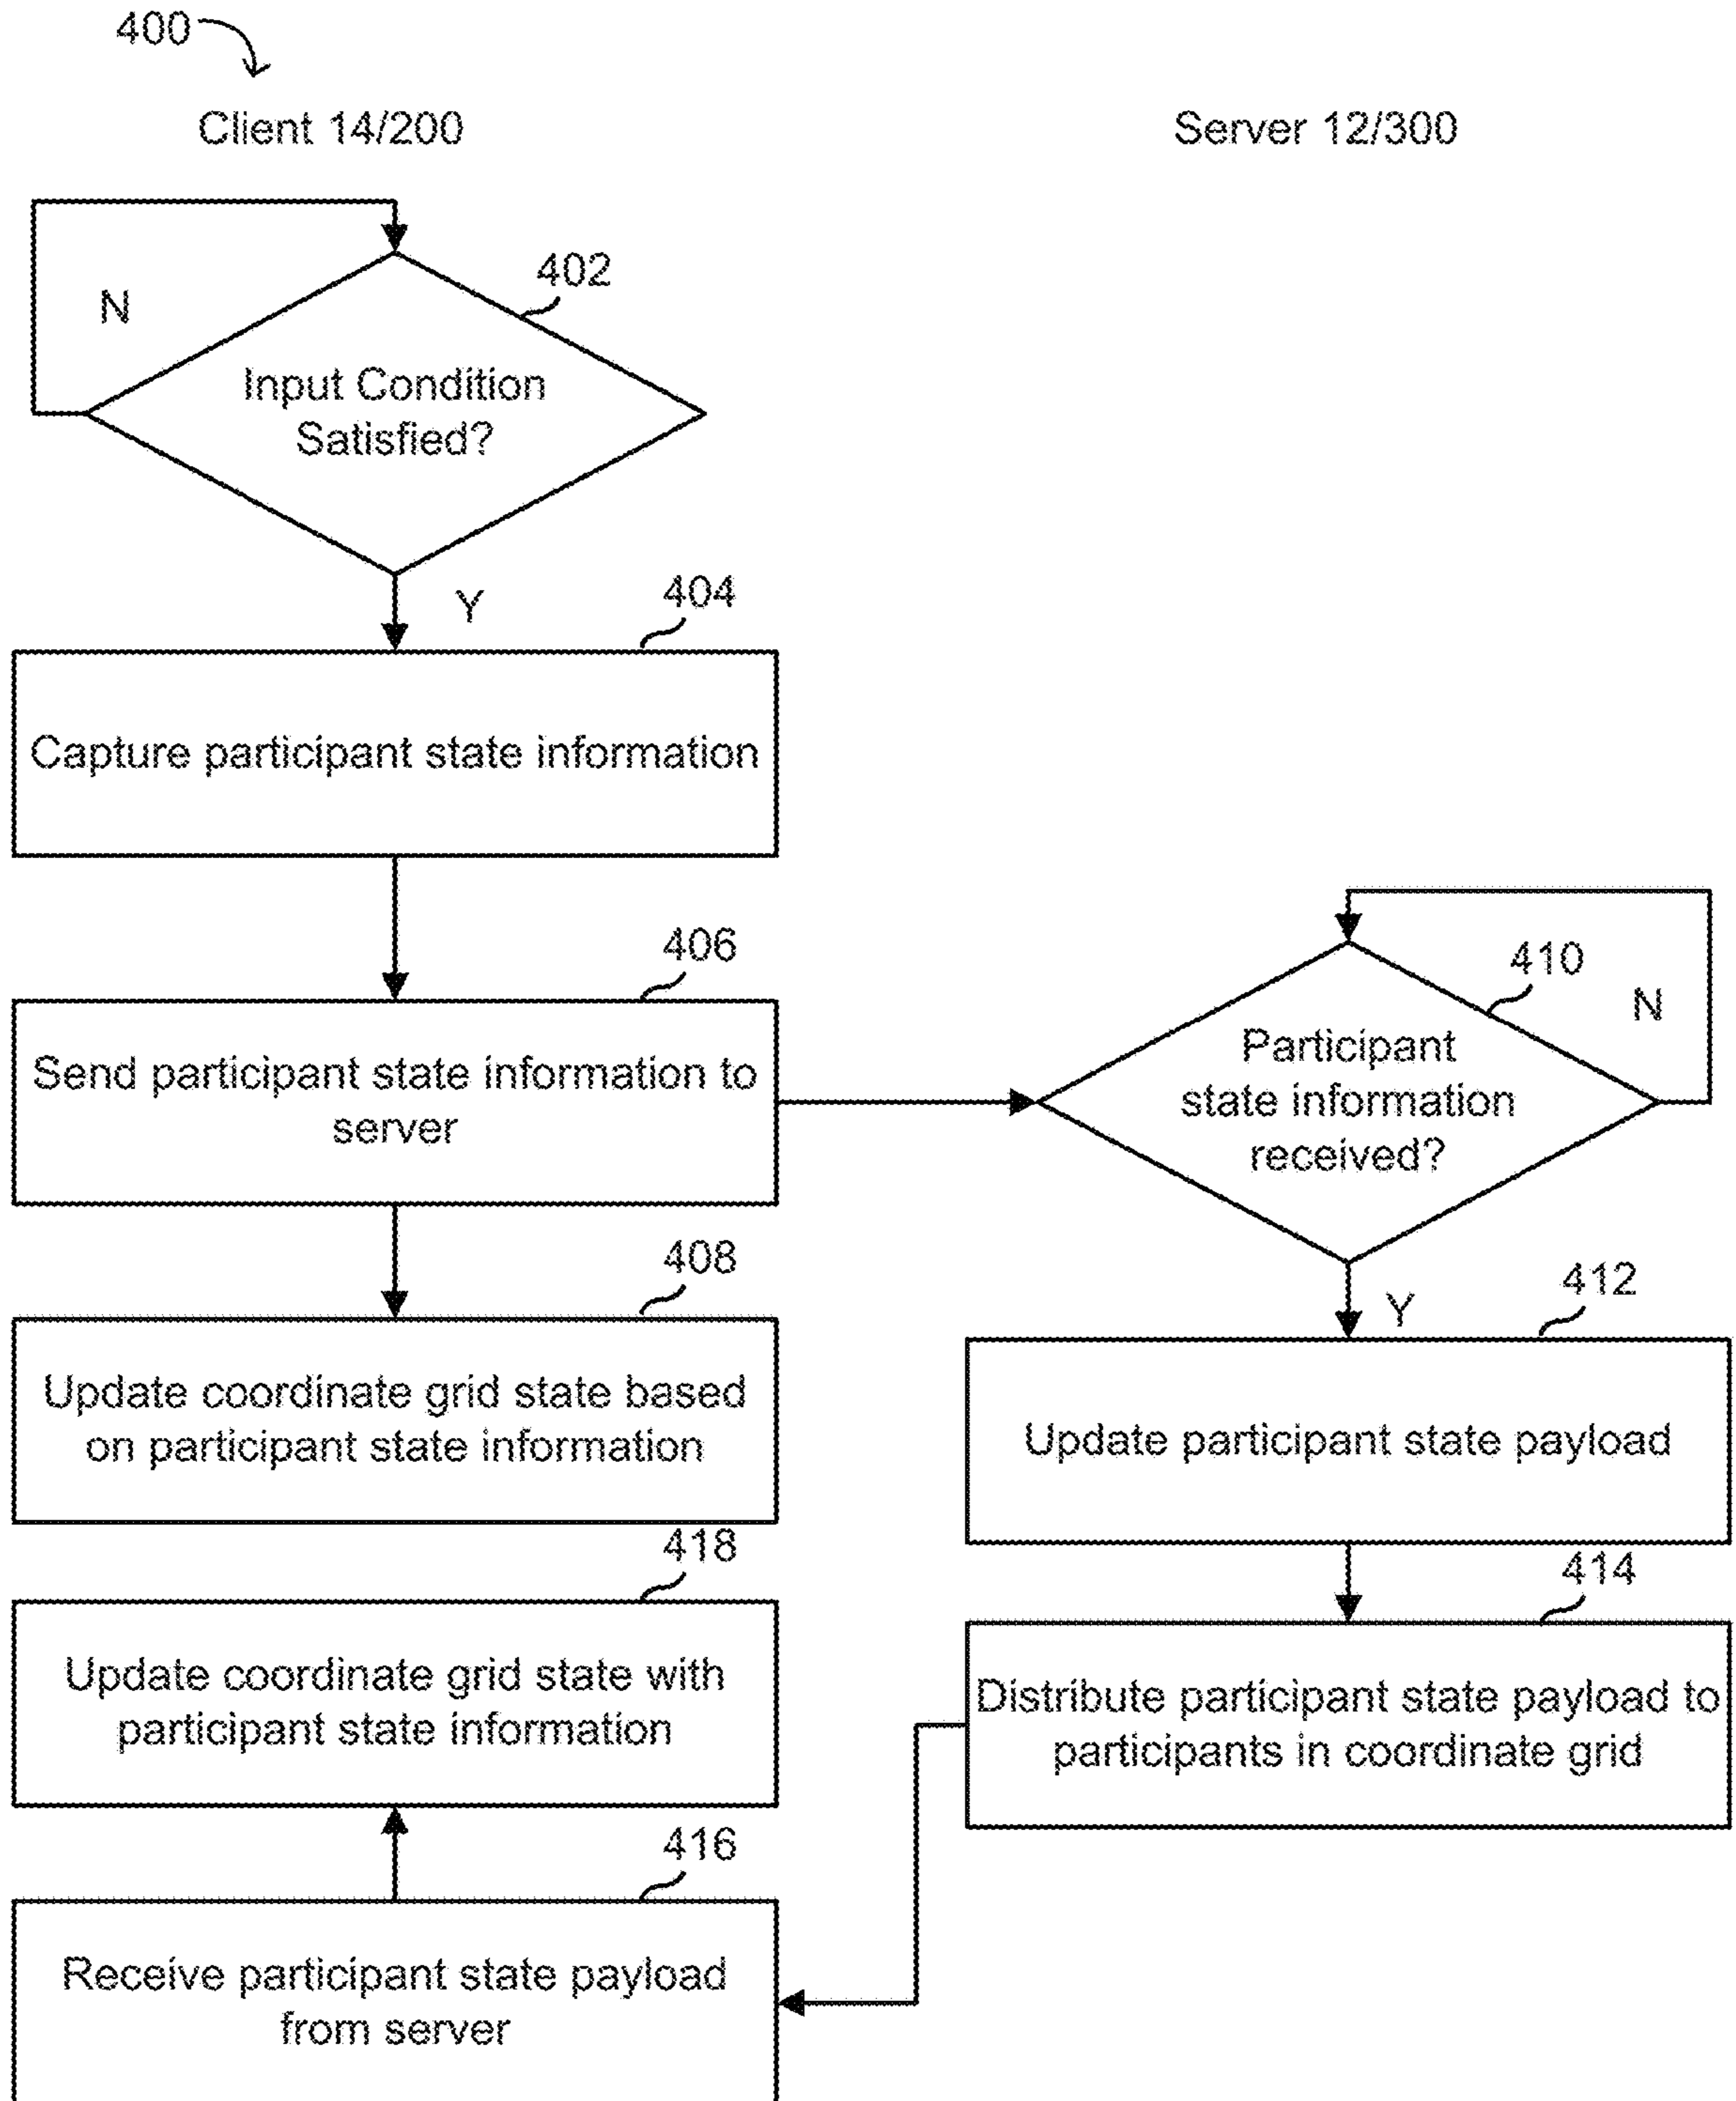 400
Client 14/200
Server 12/300
402
N
Input Condition
Satisfied?
Y
404
Capture participant state information
406
Send participant state information to
server
410
N
Participant
state information
received?
408
Update coordinate grid state based
on participant state information
Y
412
Update participant state payload
418
Update coordinate grid state with
participant state information
414
Distribute participant state payload to
participants in coordinate grid
416
Receive participant state payload
from server